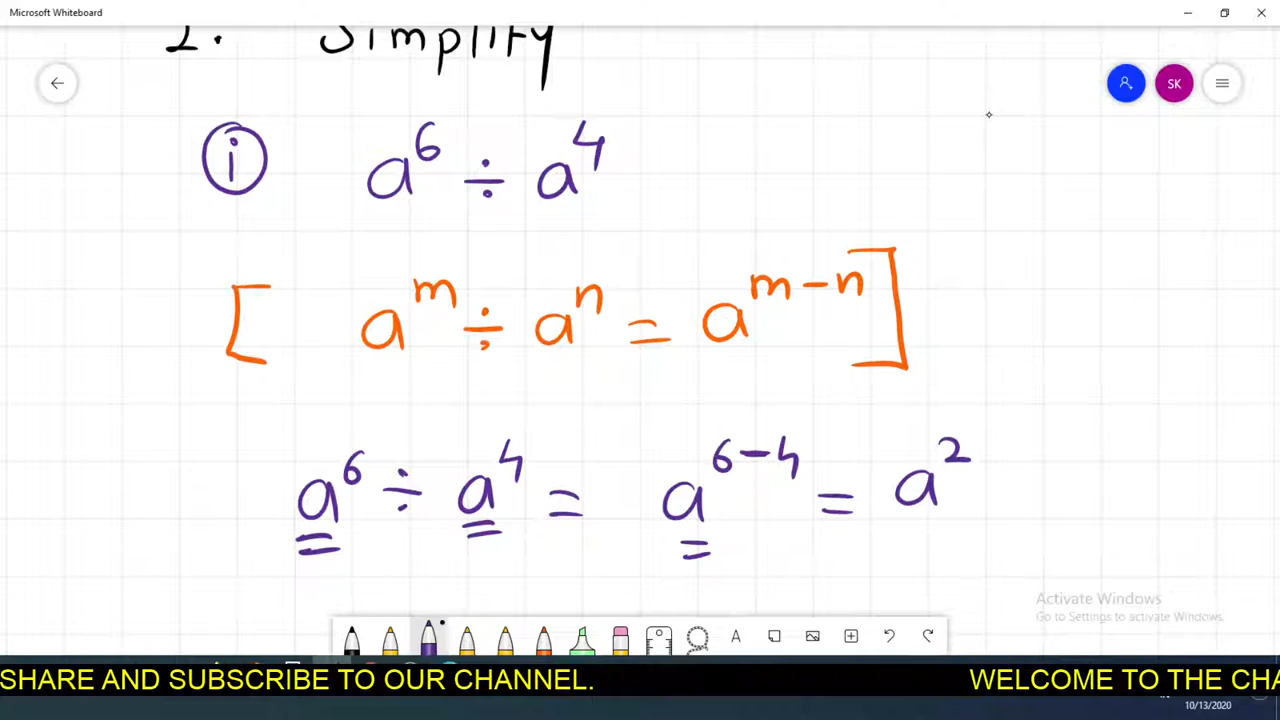 Microsoft Whiteboard
1. Simplify
SK
i a⁶ ÷ a⁴
[ aᵐ ÷ aⁿ = aᵐ⁻ⁿ ]
a⁶ ÷ a⁴ = a⁶⁻⁴ = a²
Activate Windows
Go to Settings to activate Windows.
A
SHARE AND SUBSCRIBE TO OUR CHANNEL. WELCOME TO THE CHA
10/13/2020